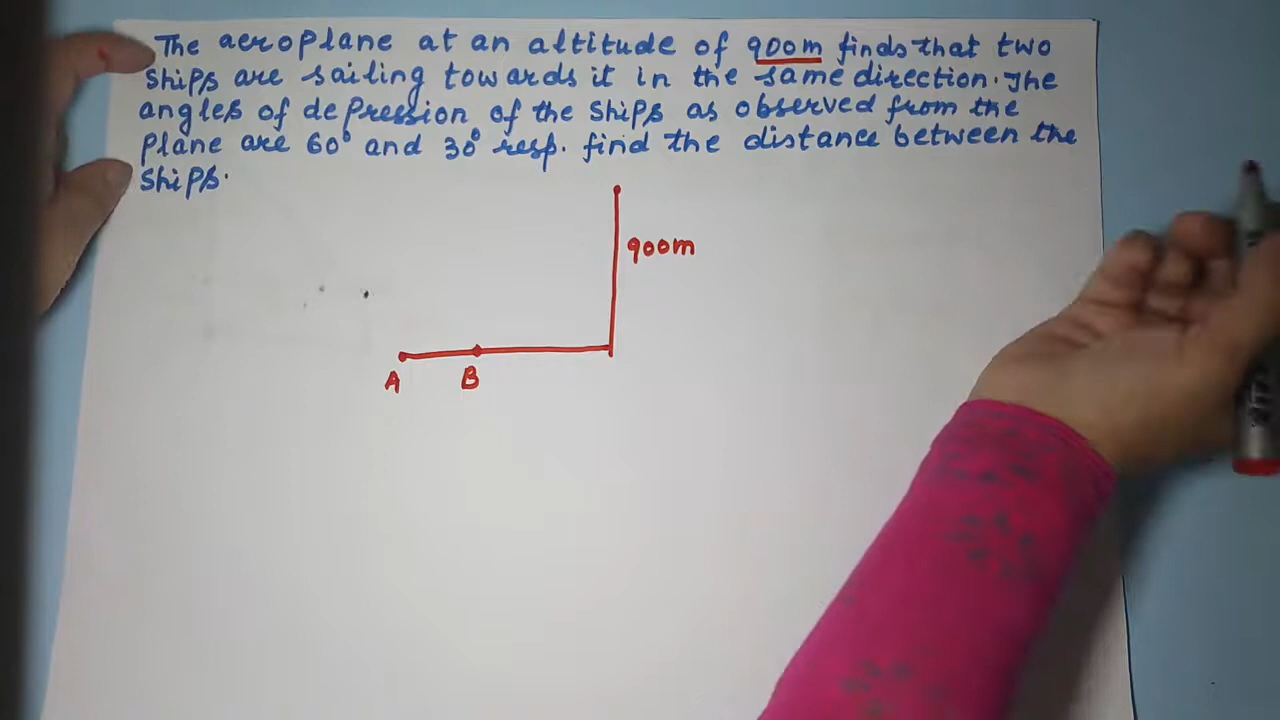 The aeroplane at an altitude of 900m finds that two
ships are sailing towards it in the same direction. The
angles of depression of the ships as observed from the
plane are 60° and 30° resp. find the distance between the
ships.
900m
A B